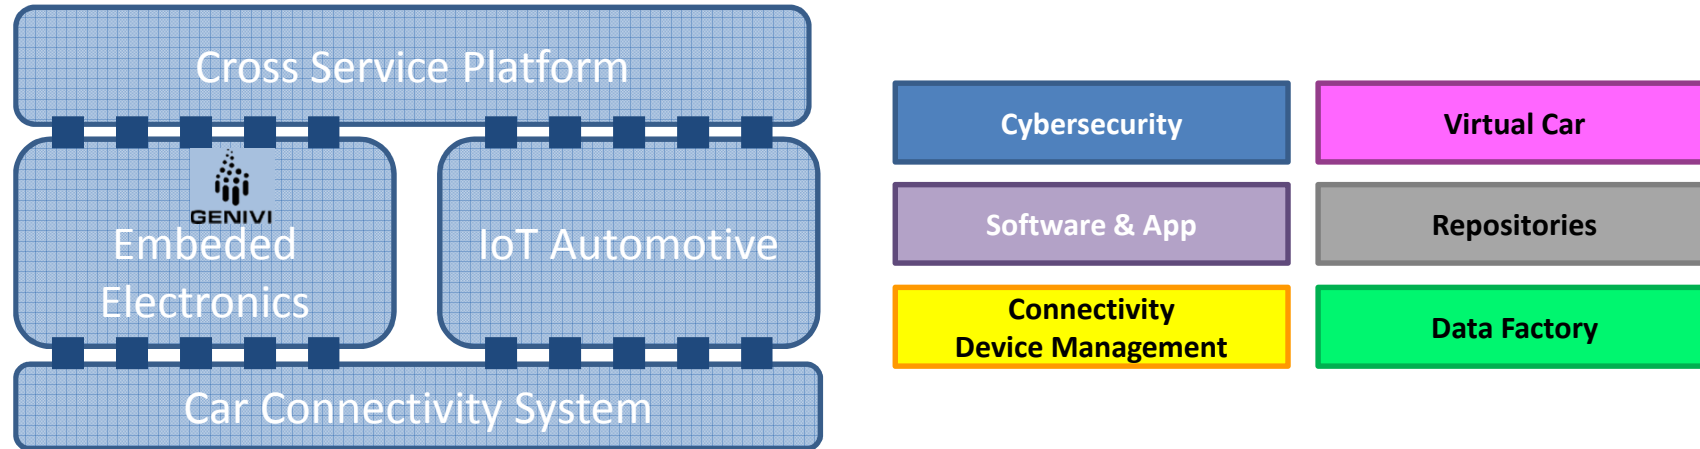 Cross Service Platform
GENIVI
Embeded
Electronics
IoT Automotive
Car Connectivity System
Cybersecurity
Virtual Car
Software & App
Repositories
Connectivity
Device Management
Data Factory